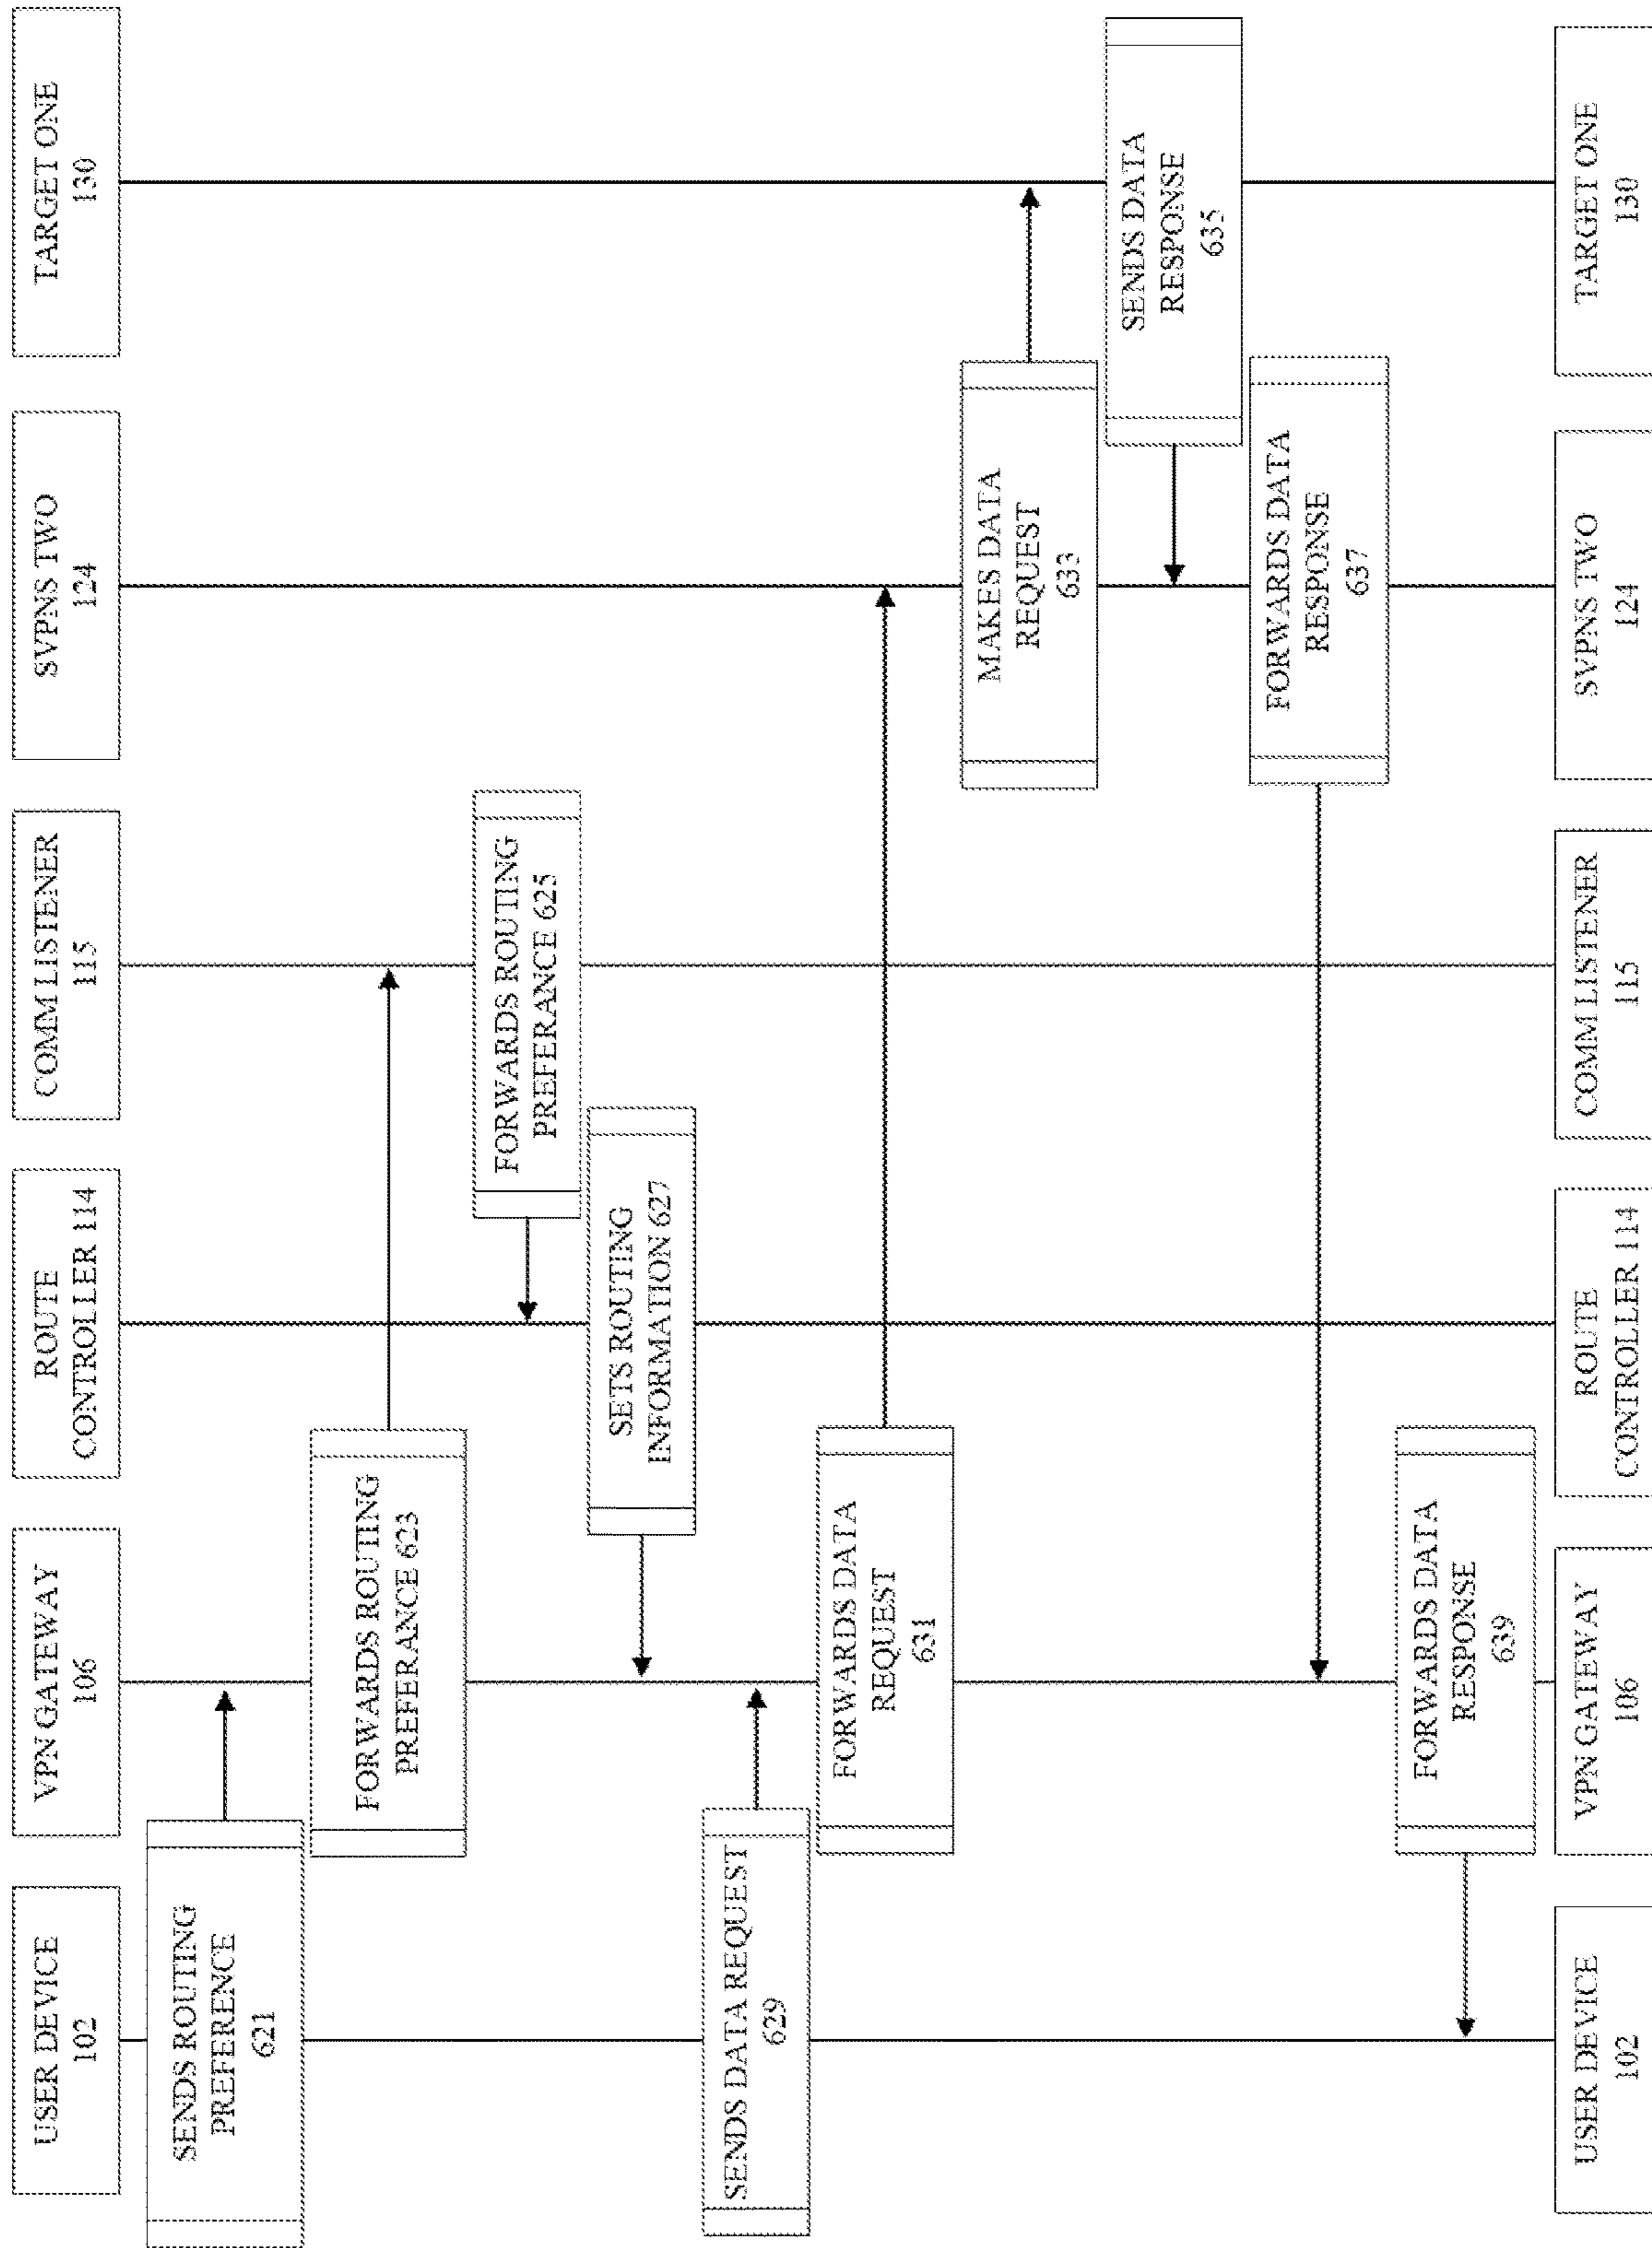 USER DEVICE
102
VPN GATEWAY
106
ROUTE
CONTROLLER 114
COMM LISTENER
115
SVPNS TWO
124
TARGET ONE
130
SENDS ROUTING
PREFERENCE
621
FORWARDS ROUTING
PREFERANCE 623
FORWARDS ROUTING
PREFERANCE 625
SETS ROUTING
INFORMATION 627
SENDS DATA REQUEST
629
FORWARDS DATA
REQUEST
631
MAKES DATA
REQUEST
633
SENDS DATA
RESPONSE
635
FORWARDS DATA
RESPONSE
637
FORWARDS DATA
RESPONSE
639
USER DEVICE
102
VPN GATEWAY
106
ROUTE
CONTROLLER 114
COMM LISTENER
115
SVPNS TWO
124
TARGET ONE
130